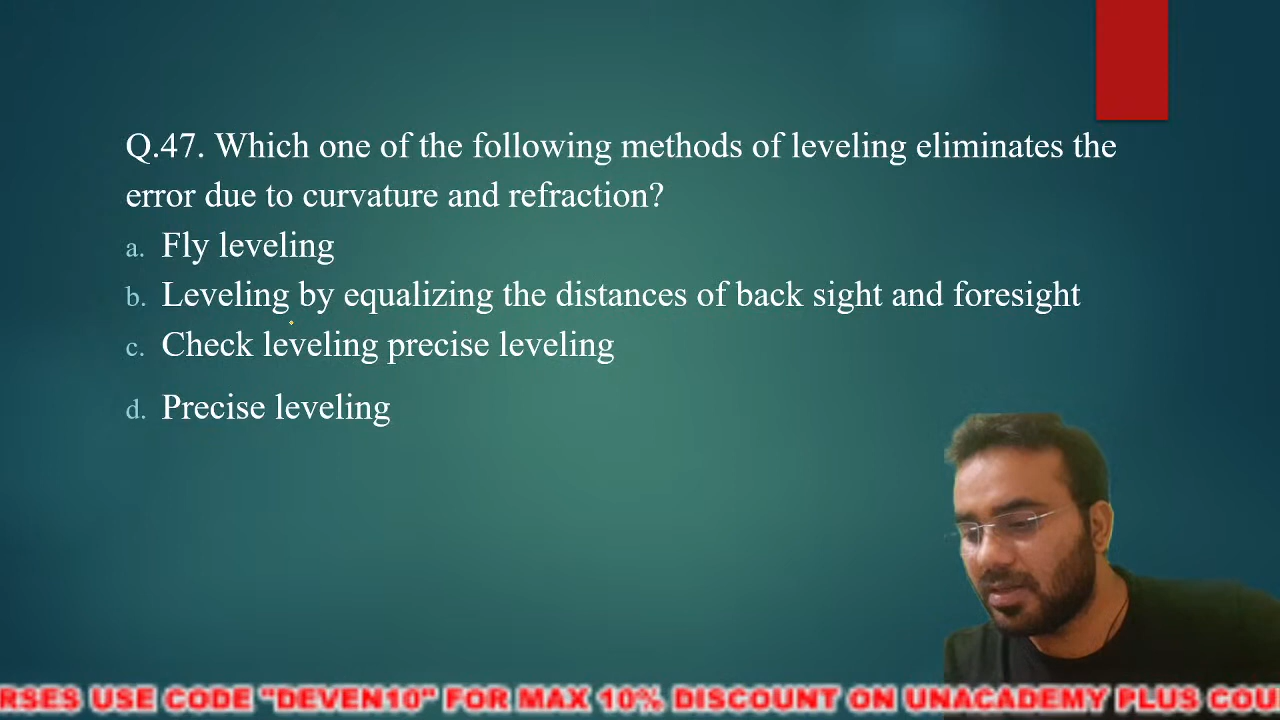 Q.47. Which one of the following methods of leveling eliminates the
error due to curvature and refraction?
a. Fly leveling
b. Leveling by equalizing the distances of back sight and foresight
c. Check leveling precise leveling
d. Precise leveling
RSES USE CODE "DEVEN10" FOR MAX 10% DISCOUNT ON UNACADEMY PLUS COU